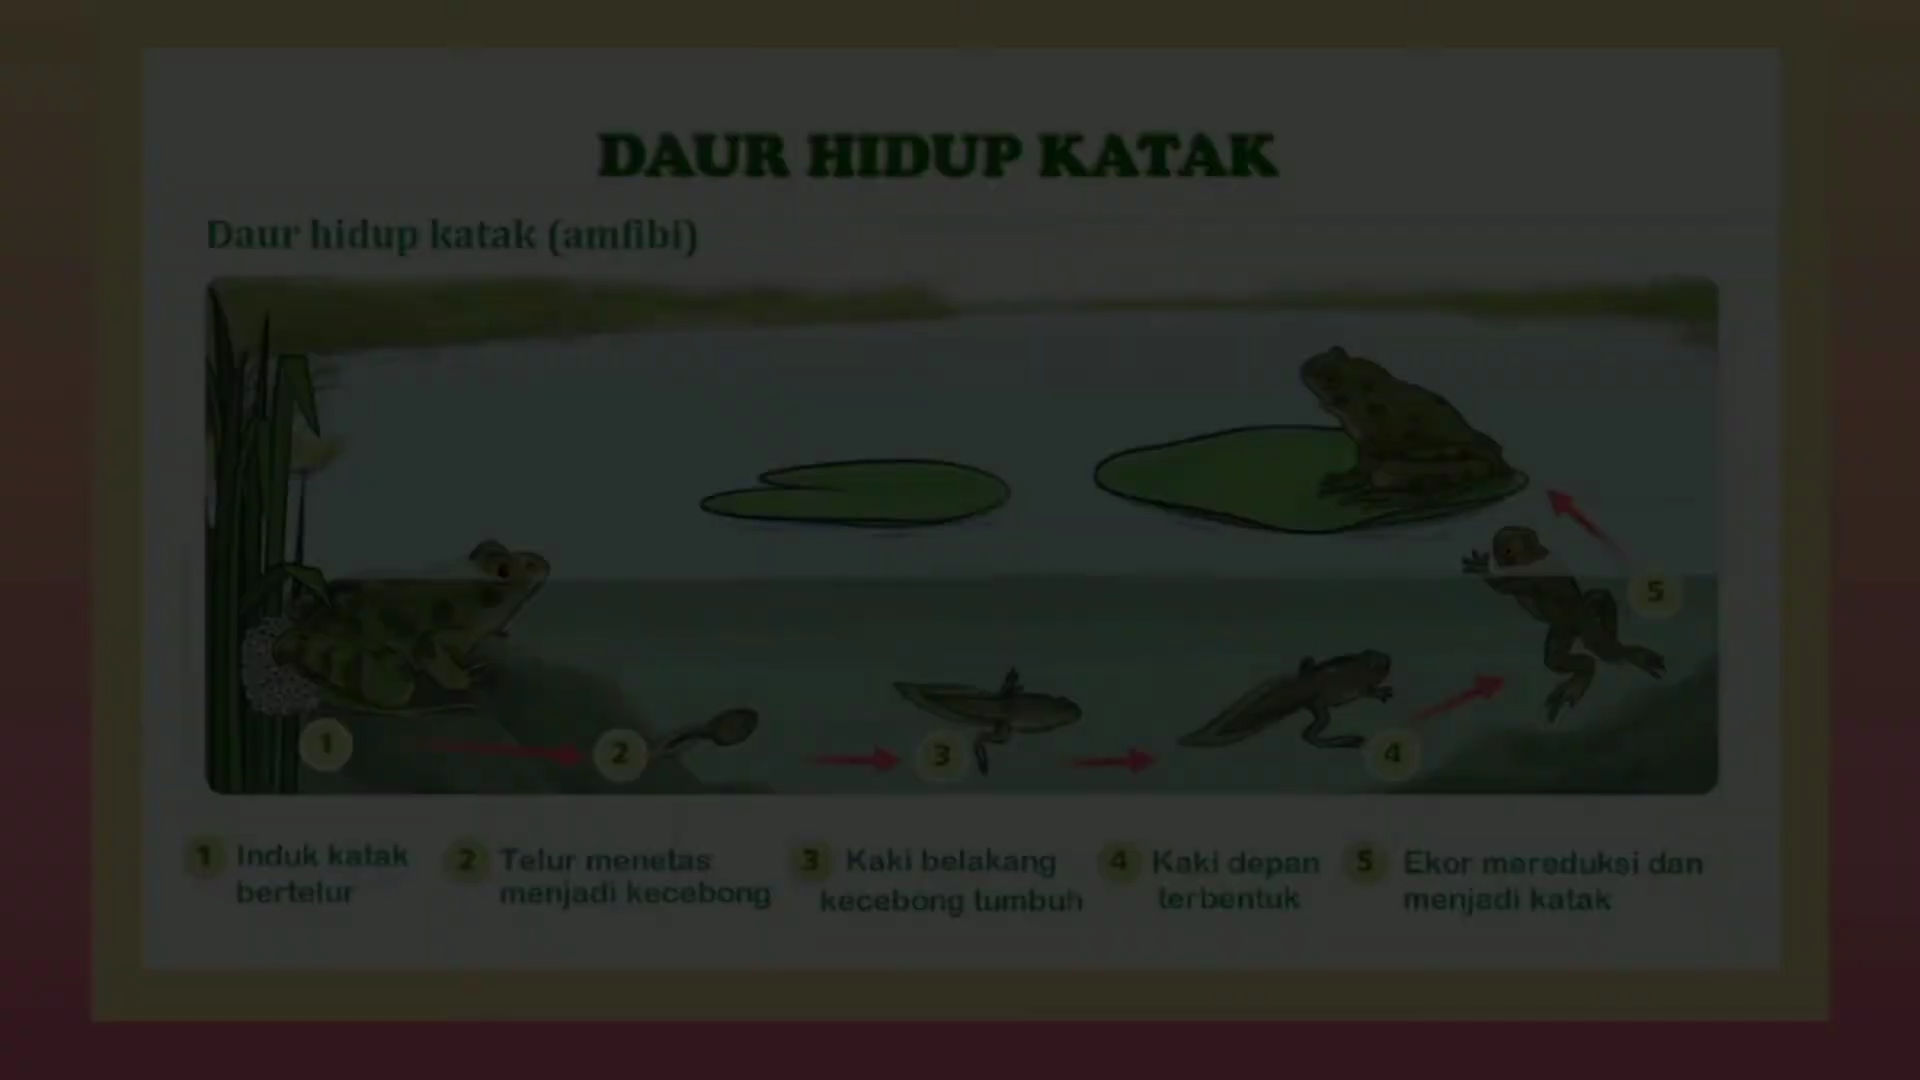 DAUR HIDUP KATAK
Daur hidup katak (amfibi)
1
2
3
4
5
1 Induk katak
bertelur
2 Telur menetas
menjadi kecebong
3 Kaki belakang
kecebong tumbuh
4 Kaki depan
terbentuk
5 Ekor mereduksi dan
menjadi katak